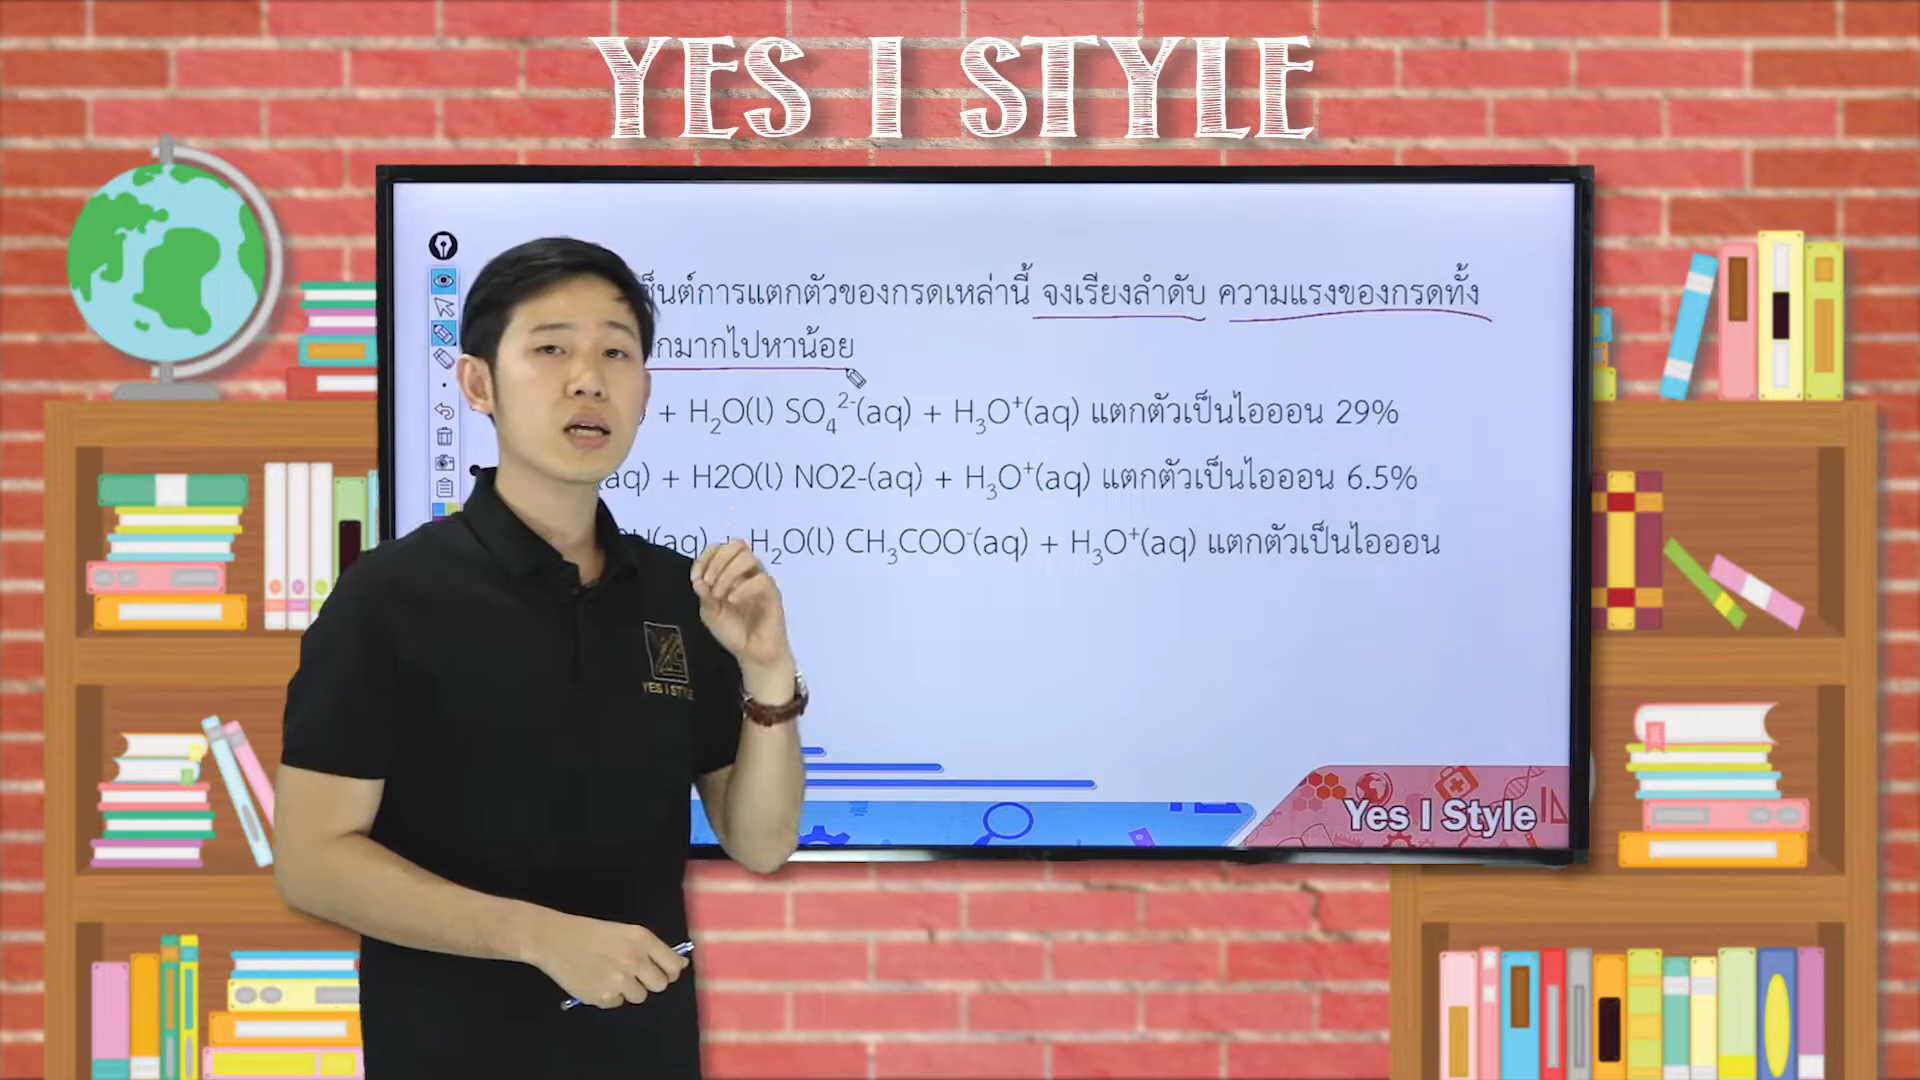 YES I STYLE
การแตกตัวของกรดเหล่านี้ จงเรียงลำดับ ความแรงของกรดทั้ง
มากไปหาน้อย
+ H₂O(l) SO₄²⁻(aq) + H₃O⁺(aq) แตกตัวเป็นไอออน 29%
(aq) + H2O(l) NO2-(aq) + H₃O⁺(aq) แตกตัวเป็นไอออน 6.5%
(aq) + H₂O(l) CH₃COO⁻(aq) + H₃O⁺(aq) แตกตัวเป็นไอออน
YES I STYLE
Yes I Style